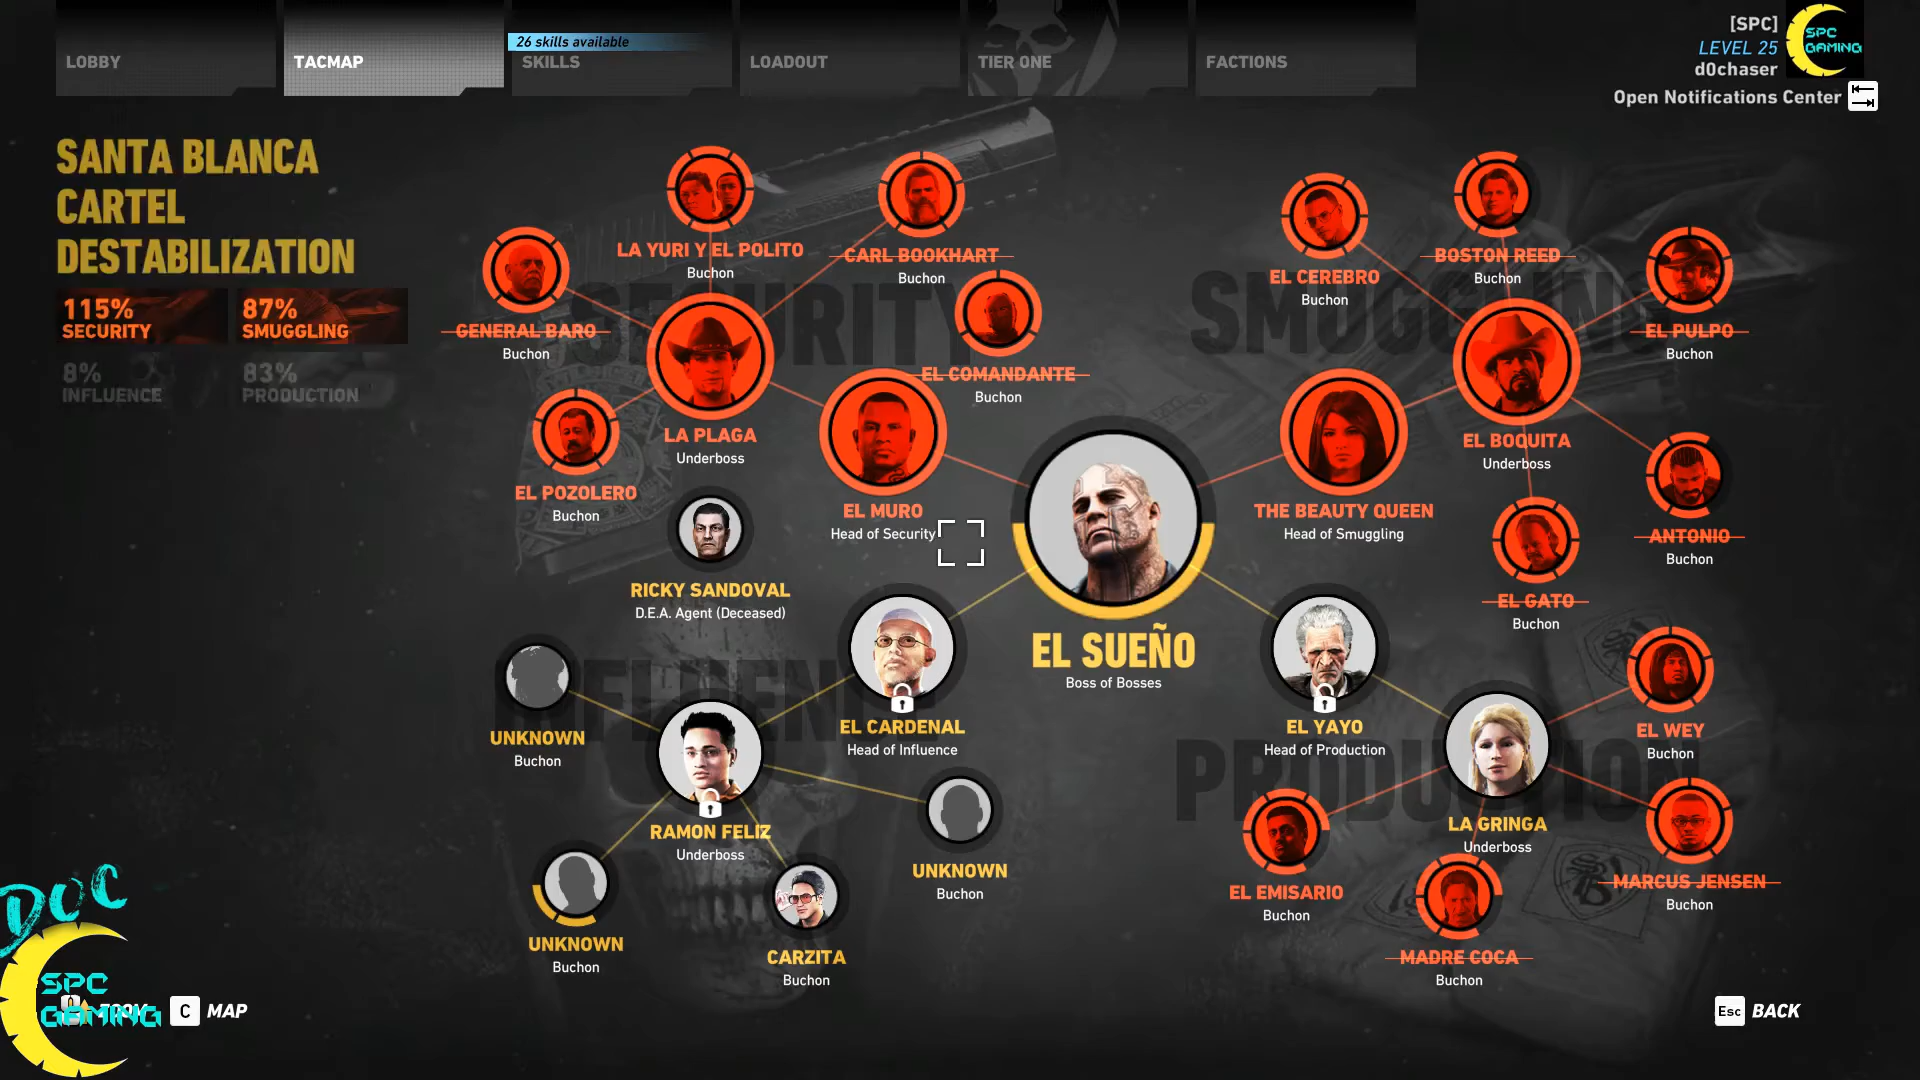 LOBBY
TACMAP
26 skills available
SKILLS
LOADOUT
TIER ONE
FACTIONS
[SPC]
LEVEL 25
d0chaser
SPC
GAMING
Open Notifications Center
SANTA BLANCA
CARTEL
DESTABILIZATION
115%
SECURITY
87%
SMUGGLING
8%
INFLUENCE
83%
PRODUCTION
SECURITY
SMUGGLING
INFLUENCE
PRODUCTION
LA YURI Y EL POLITO
Buchon
CARL BOOKHART
Buchon
GENERAL BARO
Buchon
EL COMANDANTE
Buchon
LA PLAGA
Underboss
EL POZOLERO
Buchon
EL MURO
Head of Security
EL CEREBRO
Buchon
BOSTON REED
Buchon
EL PULPO
Buchon
EL BOQUITA
Underboss
THE BEAUTY QUEEN
Head of Smuggling
ANTONIO
Buchon
EL GATO
Buchon
RICKY SANDOVAL
D.E.A. Agent (Deceased)
EL SUEÑO
Boss of Bosses
EL CARDENAL
Head of Influence
UNKNOWN
Buchon
RAMON FELIZ
Underboss
UNKNOWN
Buchon
UNKNOWN
Buchon
CARZITA
Buchon
EL YAYO
Head of Production
EL WEY
Buchon
LA GRINGA
Underboss
EL EMISARIO
Buchon
MARCUS JENSEN
Buchon
MADRE COCA
Buchon
DOC
SPC
GAMING
C MAP
Esc BACK